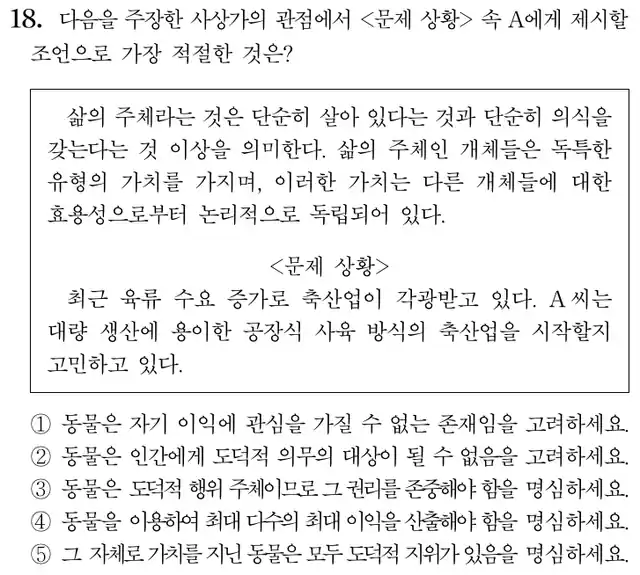 18. 다음을 주장한 사상가의 관점에서 <문제 상황> 속 A에게 제시할
조언으로 가장 적절한 것은?
삶의 주체라는 것은 단순히 살아 있다는 것과 단순히 의식을
갖는다는 것 이상을 의미한다. 삶의 주체인 개체들은 독특한
유형의 가치를 가지며, 이러한 가치는 다른 개체들에 대한
효용성으로부터 논리적으로 독립되어 있다.
<문제 상황>
최근 육류 수요 증가로 축산업이 각광받고 있다. A 씨는
대량 생산에 용이한 공장식 사육 방식의 축산업을 시작할지
고민하고 있다.
① 동물은 자기 이익에 관심을 가질 수 없는 존재임을 고려하세요.
② 동물은 인간에게 도덕적 의무의 대상이 될 수 없음을 고려하세요.
③ 동물은 도덕적 행위 주체이므로 그 권리를 존중해야 함을 명심하세요.
④ 동물을 이용하여 최대 다수의 최대 이익을 산출해야 함을 명심하세요.
⑤ 그 자체로 가치를 지닌 동물은 모두 도덕적 지위가 있음을 명심하세요.